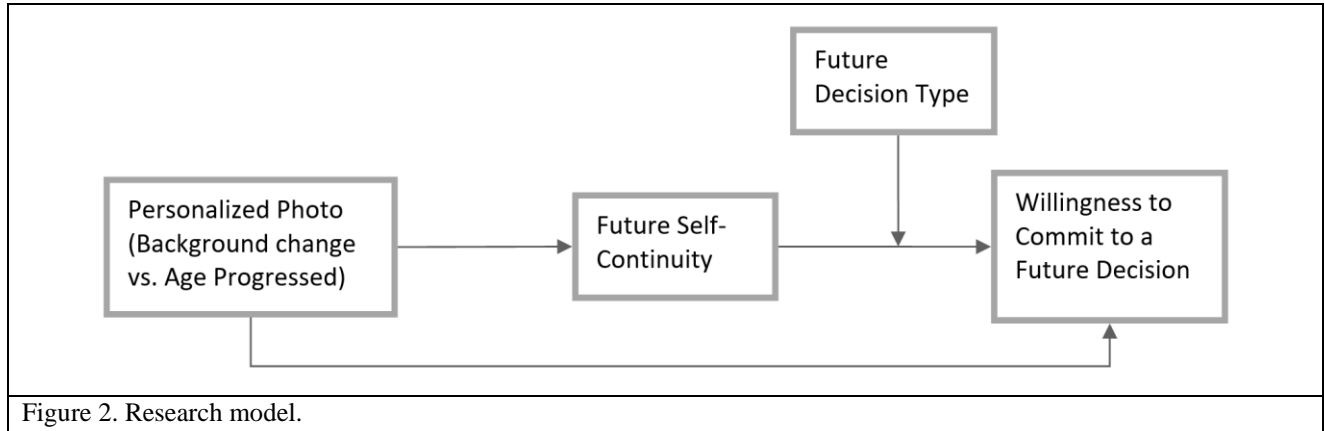 Future
Decision Type
Personalized Photo
(Background change
vs. Age Progressed)
Future Self-
Continuity
Willingness to
Commit to a
Future Decision
Figure 2. Research model.